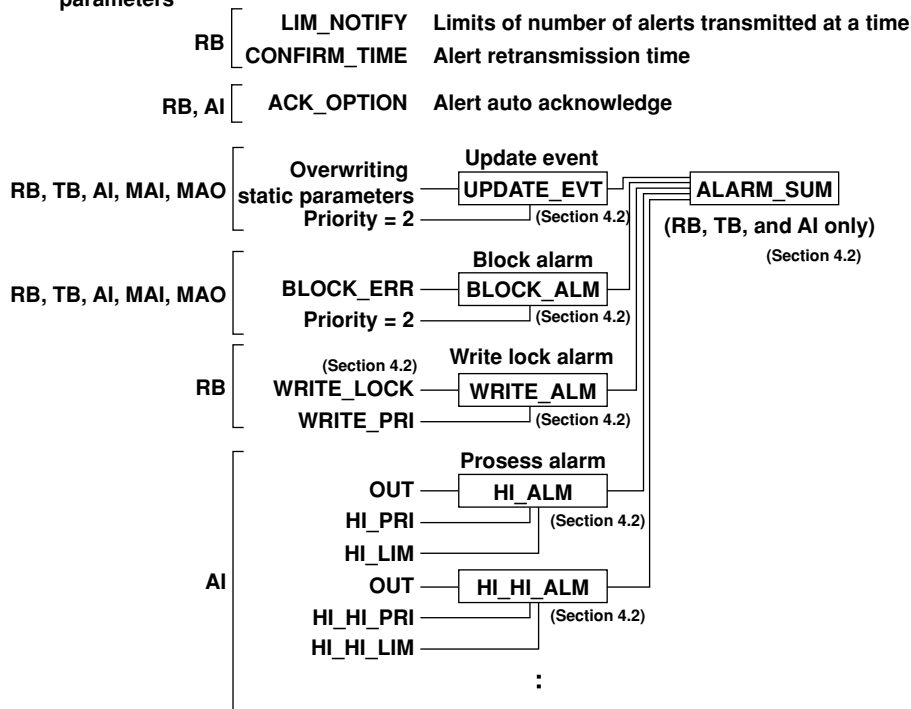 parameters
RB
LIM_NOTIFY Limits of number of alerts transmitted at a time
CONFIRM_TIME Alert retransmission time
RB, AI
ACK_OPTION Alert auto acknowledge
RB, TB, AI, MAI, MAO
Overwriting
static parameters
Priority = 2
Update event
UPDATE_EVT
(Section 4.2)
ALARM_SUM
(RB, TB, and AI only)
(Section 4.2)
RB, TB, AI, MAI, MAO
BLOCK_ERR
Priority = 2
Block alarm
BLOCK_ALM
(Section 4.2)
RB
(Section 4.2)
WRITE_LOCK
WRITE_PRI
Write lock alarm
WRITE_ALM
(Section 4.2)
AI
Prosess alarm
OUT
HI_ALM
HI_PRI
(Section 4.2)
HI_LIM
OUT
HI_HI_ALM
HI_HI_PRI
(Section 4.2)
HI_HI_LIM
: